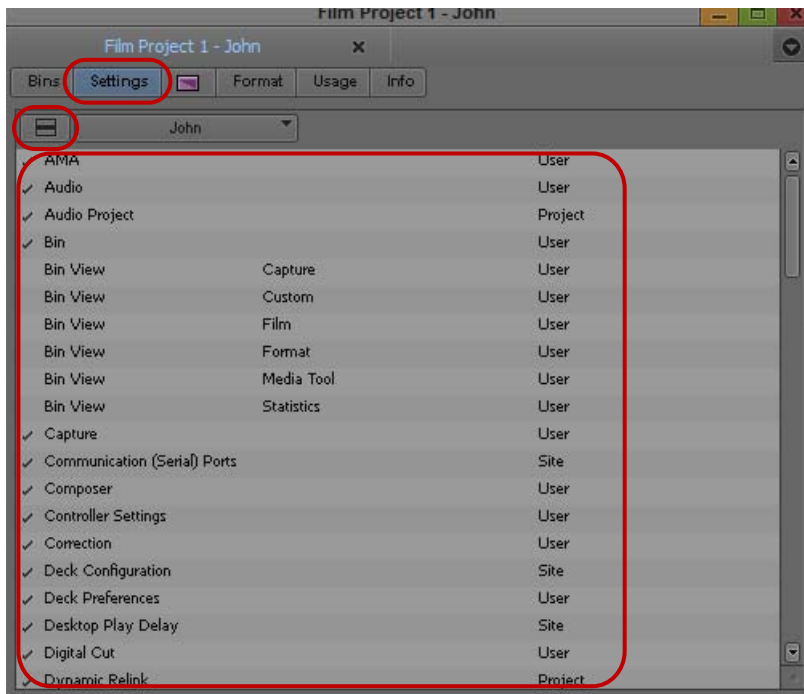 Film Project 1 - John
Film Project 1 - John
Bins Settings Format Usage Info
John
AMA User
Audio User
Audio Project Project
Bin User
Bin View Capture User
Bin View Custom User
Bin View Film User
Bin View Format User
Bin View Media Tool User
Bin View Statistics User
Capture User
Communication (Serial) Ports Site
Composer User
Controller Settings User
Correction User
Deck Configuration Site
Deck Preferences User
Desktop Play Delay Site
Digital Cut User
Dynamic Relink Project